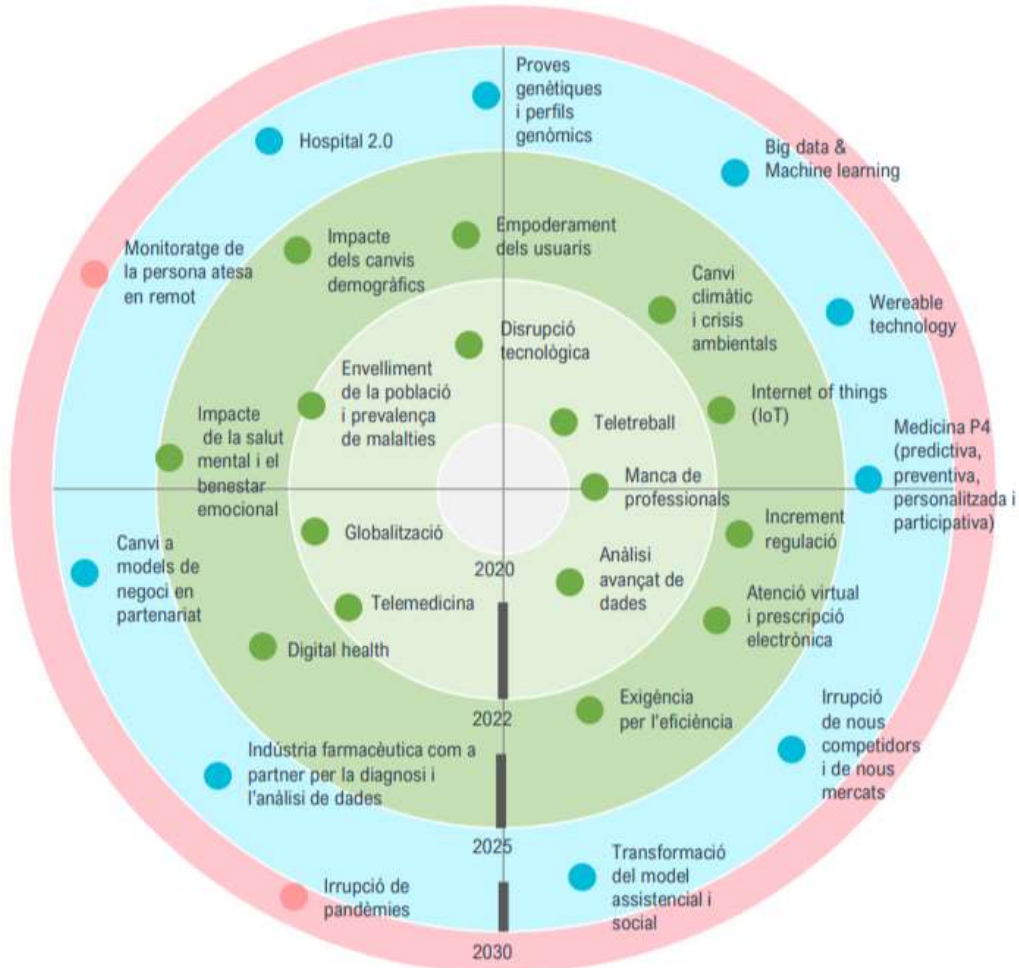 Proves
genètiques
i perfils
genòmics
Hospital 2.0
Big data &
Machine learning
Monitoratge de
la persona atesa
en remot
Impacte
dels canvis
demogràfics
Empoderament
dels usuaris
Canvi
climàtic
i crisis
ambientals
Wereable
technology
Disrupció
tecnològica
Envelliment
de la població
i prevalença
de malalties
Internet of things
(IoT)
Impacte
de la salut
mental i el
benestar
emocional
Teletreball
Medicina P4
(predictiva,
preventiva,
personalitzada i
participativa)
Manca de
professionals
Globalització
Increment
regulació
Canvi a
models de
negoci en
partenariat
2020
Anàlisi
avançat de
dades
Telemedicina
Atenció virtual
i prescripció
electrònica
Digital health
2022
Exigència
per l'eficiència
Irrupció
de nous
competidors
i de nous
mercats
Indústria farmacèutica com a
partner per la diagnosi i
l'anàlisi de dades
2025
Transformació
del model
assistencial i
social
Irrupció de
pandèmies
2030